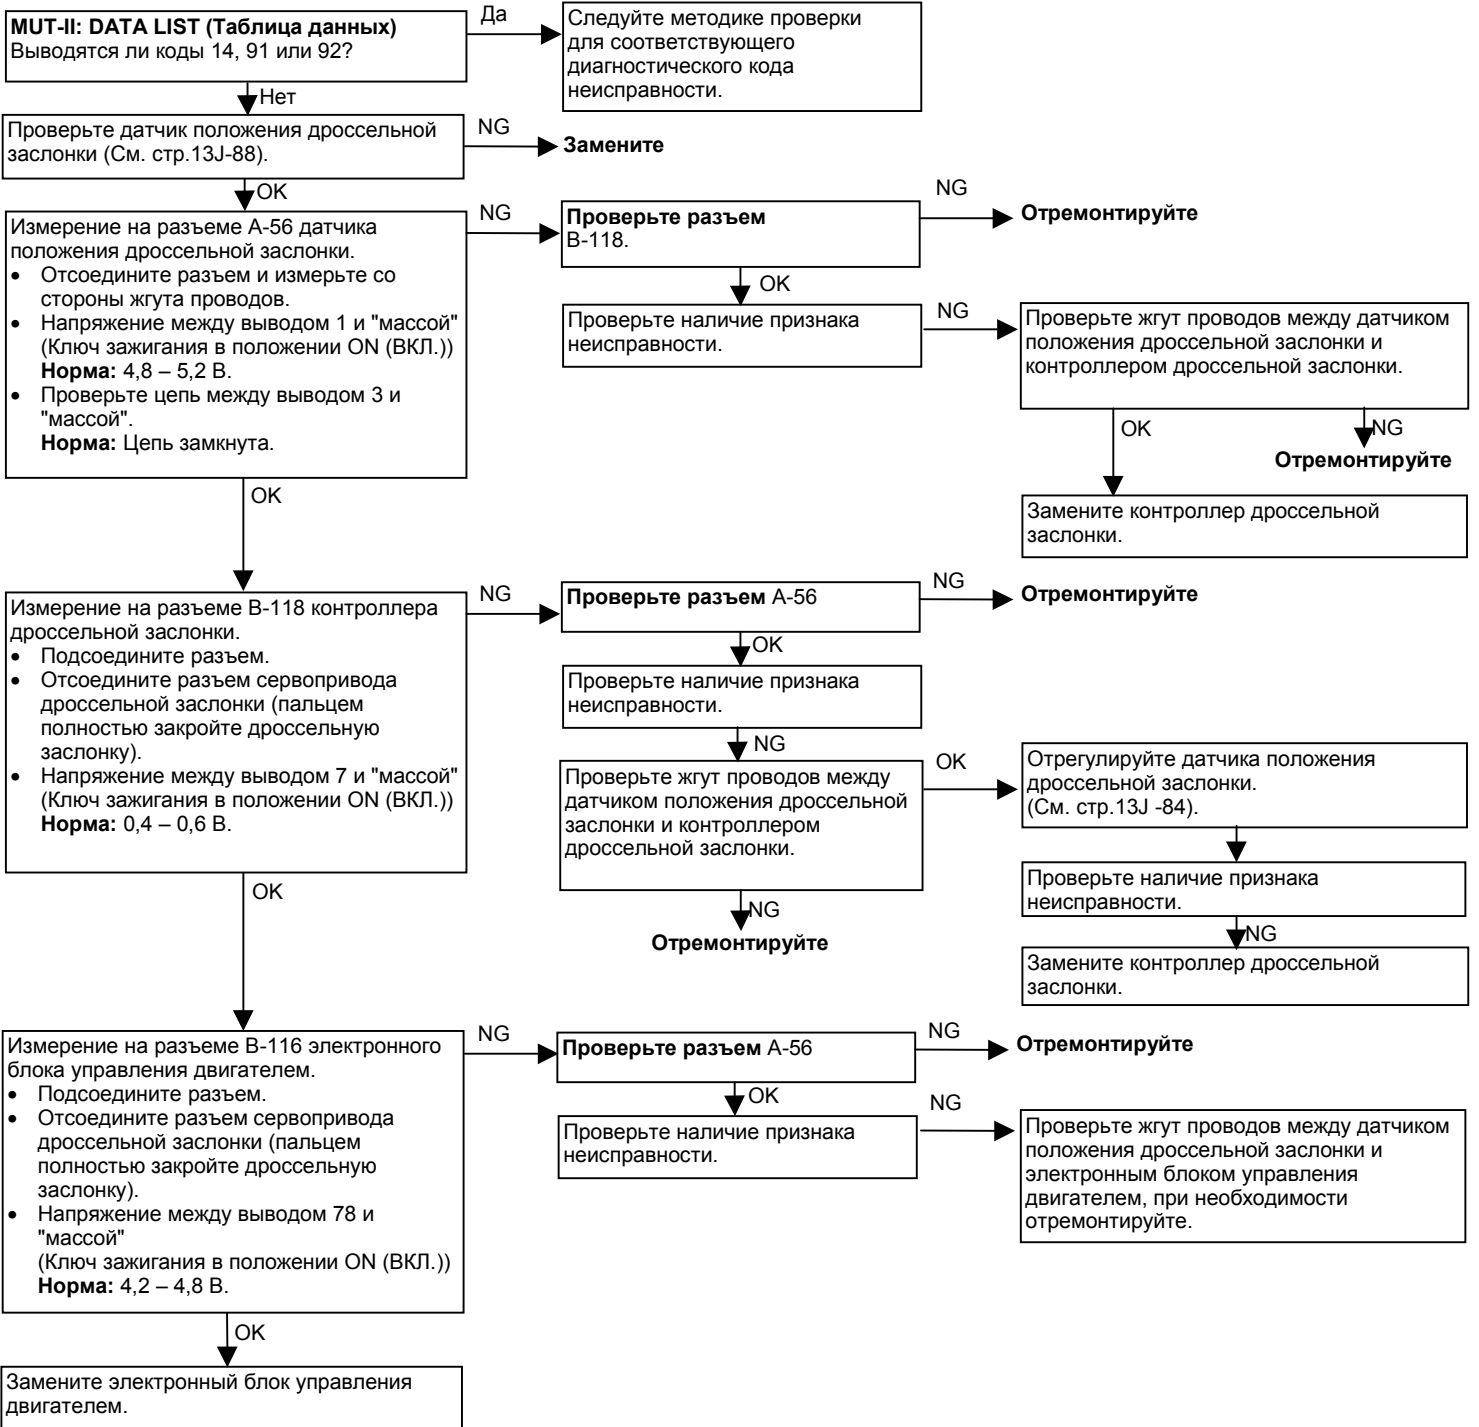 MUT-II: DATA LIST (Таблица данных)
Выводятся ли коды 14, 91 или 92?
Да
Следуйте методике проверки
для соответствующего
диагностического кода
неисправности.
Нет
Проверьте датчик положения дроссельной
заслонки (См. стр.13J-88).
NG
Замените
OK
Измерение на разъеме А-56 датчика
положения дроссельной заслонки.
• Отсоедините разъем и измерьте со
стороны жгута проводов.
• Напряжение между выводом 1 и "массой"
(Ключ зажигания в положении ON (ВКЛ.))
Норма: 4,8 – 5,2 В.
• Проверьте цепь между выводом 3 и
"массой".
Норма: Цепь замкнута.
NG
Проверьте разъем
В-118.
NG
Отремонтируйте
OK
Проверьте наличие признака
неисправности.
NG
Проверьте жгут проводов между датчиком
положения дроссельной заслонки и
контроллером дроссельной заслонки.
OK
NG
Отремонтируйте
Замените контроллер дроссельной
заслонки.
OK
Измерение на разъеме В-118 контроллера
дроссельной заслонки.
• Подсоедините разъем.
• Отсоедините разъем сервопривода
дроссельной заслонки (пальцем
полностью закройте дроссельную
заслонку).
• Напряжение между выводом 7 и "массой"
(Ключ зажигания в положении ON (ВКЛ.))
Норма: 0,4 – 0,6 В.
NG
Проверьте разъем А-56
NG
Отремонтируйте
OK
Проверьте наличие признака
неисправности.
NG
Проверьте жгут проводов между
датчиком положения дроссельной
заслонки и контроллером
дроссельной заслонки.
OK
Отрегулируйте датчика положения
дроссельной заслонки.
(См. стр.13J -84).
Проверьте наличие признака
неисправности.
NG
Замените контроллер дроссельной
заслонки.
NG
Отремонтируйте
OK
Измерение на разъеме В-116 электронного
блока управления двигателем.
• Подсоедините разъем.
• Отсоедините разъем сервопривода
дроссельной заслонки (пальцем
полностью закройте дроссельную
заслонку).
• Напряжение между выводом 78 и
"массой"
(Ключ зажигания в положении ON (ВКЛ.))
Норма: 4,2 – 4,8 В.
NG
Проверьте разъем А-56
NG
Отремонтируйте
OK
Проверьте наличие признака
неисправности.
NG
Проверьте жгут проводов между датчиком
положения дроссельной заслонки и
электронным блоком управления
двигателем, при необходимости
отремонтируйте.
OK
Замените электронный блок управления
двигателем.